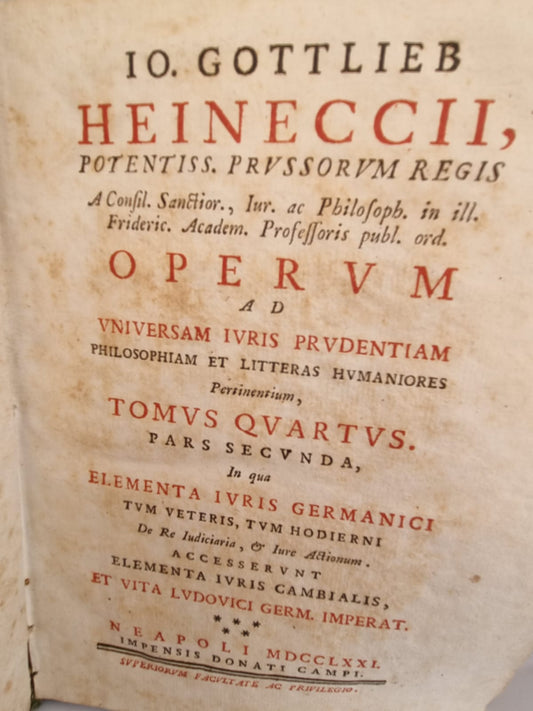 IO. GOTTLIEB
HEINECCII,
POTENTISS. PRVSSORVM REGIS
A Consil. Sanctior., Iur. ac Philosoph. in ill.
Frideric. Academ. Professoris publ. ord.
OPERVM
AD
VNIVERSAM IVRIS PRVDENTIAM
PHILOSOPHIAM ET LITTERAS HVMANIORES
Pertinentium,
TOMVS QVARTVS.
PARS SECVNDA,
In qua
ELEMENTA IVRIS GERMANICI
TVM VETERIS, TVM HODIERNI
De Re Iudiciaria, & Iure Actionum.
ACCESSERVNT
ELEMENTA IVRIS CAMBIALIS,
ET VITA LVDOVICI GERM. IMPERAT.
NEAPOLI MDCCLXXI.
IMPENSIS DONATI CAMPI.
SVPERIORVM FACVLTATE AC PRIVILEGIO.